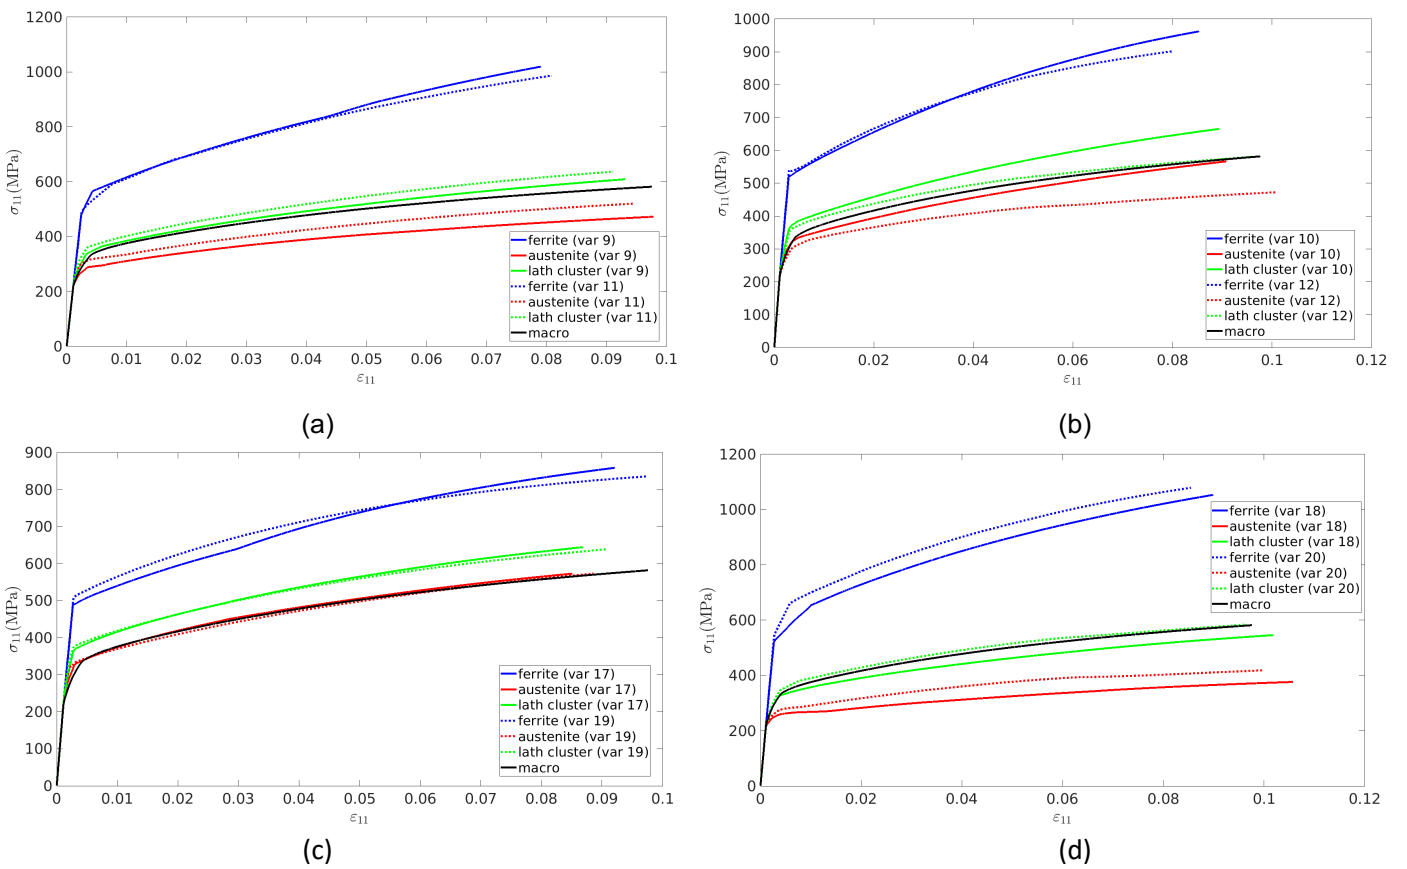 1200
1000
800
600
400
200
0
σ11(MPa)
0 0.01 0.02 0.03 0.04 0.05 0.06 0.07 0.08 0.09 0.1
ε11
ferrite (var 9)
austenite (var 9)
lath cluster (var 9)
ferrite (var 11)
austenite (var 11)
lath cluster (var 11)
macro
(a)
1000
900
800
700
600
500
400
300
200
100
0
σ11(MPa)
0 0.02 0.04 0.06 0.08 0.1 0.12
ε11
ferrite (var 10)
austenite (var 10)
lath cluster (var 10)
ferrite (var 12)
austenite (var 12)
lath cluster (var 12)
macro
(b)
900
800
700
600
500
400
300
200
100
0
σ11(MPa)
0 0.01 0.02 0.03 0.04 0.05 0.06 0.07 0.08 0.09 0.1
ε11
ferrite (var 17)
austenite (var 17)
lath cluster (var 17)
ferrite (var 19)
austenite (var 19)
lath cluster (var 19)
macro
(c)
1200
1000
800
600
400
200
0
σ11(MPa)
0 0.02 0.04 0.06 0.08 0.1 0.12
ε11
ferrite (var 18)
austenite (var 18)
lath cluster (var 18)
ferrite (var 20)
austenite (var 20)
lath cluster (var 20)
macro
(d)